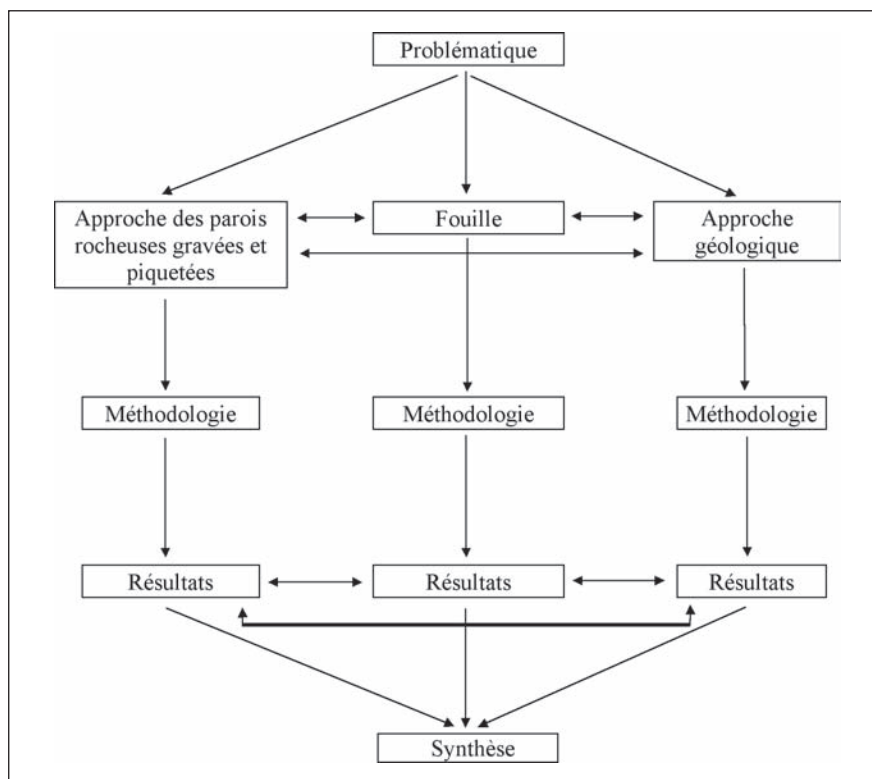 Problématique
Approche des parois
rocheuses gravées et
piquetées
Fouille
Approche
géologique
Méthodologie
Méthodologie
Méthodologie
Résultats
Résultats
Résultats
Synthèse